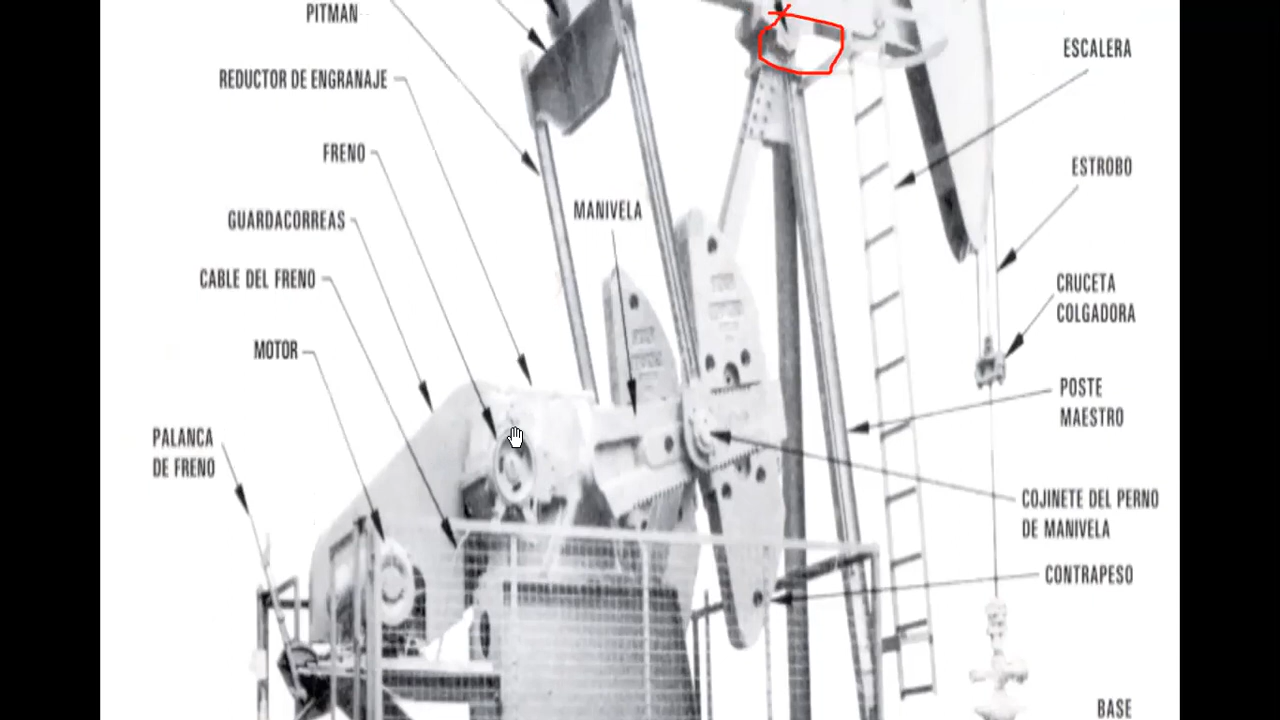 PITMAN
REDUCTOR DE ENGRANAJE
FRENO
GUARDACORREAS
CABLE DEL FRENO
MOTOR
PALANCA
DE FRENO
MANIVELA
ESCALERA
ESTROBO
CRUCETA
COLGADORA
POSTE
MAESTRO
COJINETE DEL PERNO
DE MANIVELA
CONTRAPESO
BASE